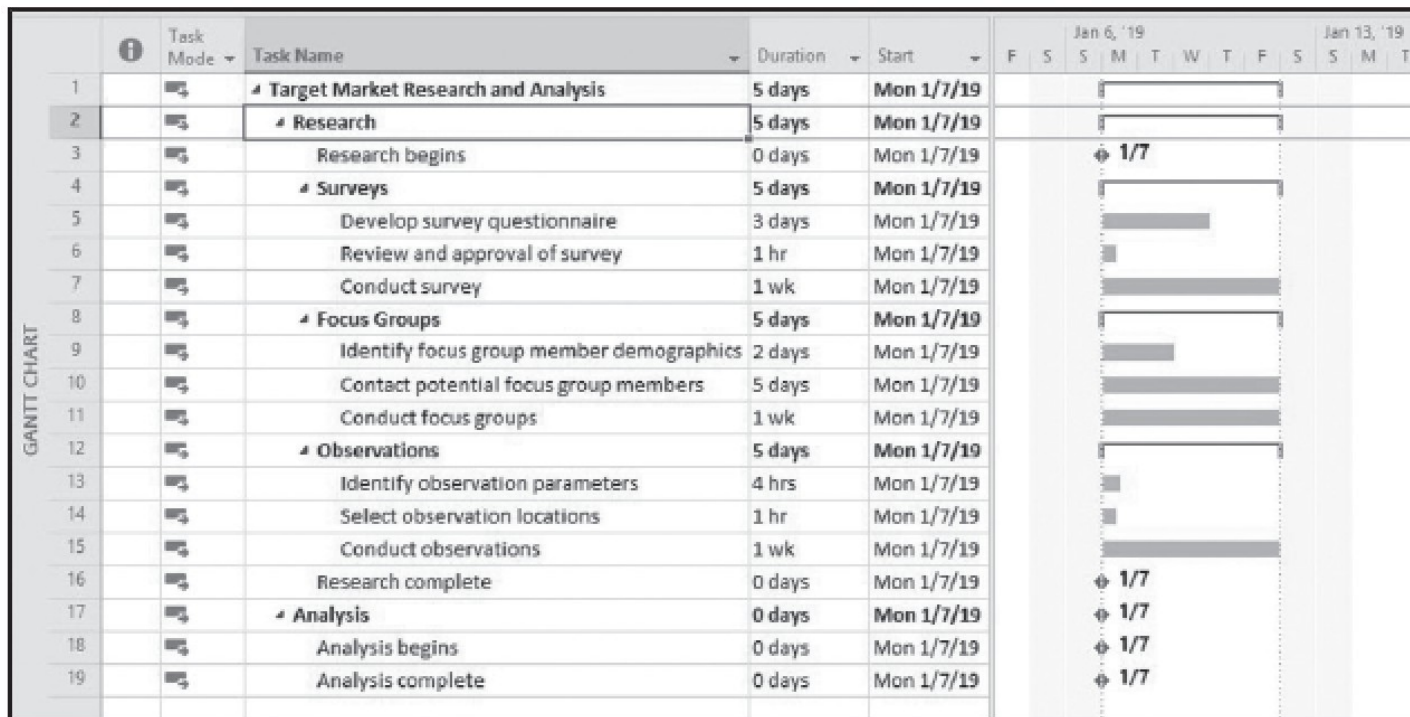 Task Jan 6, '19 Jan 13, '19
Mode Task Name Duration Start F S S M T W T F S S M T
1 Target Market Research and Analysis 5 days Mon 1/7/19
2 Research 5 days Mon 1/7/19
3 Research begins 0 days Mon 1/7/19 1/7
4 Surveys 5 days Mon 1/7/19
5 Develop survey questionnaire 3 days Mon 1/7/19
6 Review and approval of survey 1 hr Mon 1/7/19
7 Conduct survey 1 wk Mon 1/7/19
8 Focus Groups 5 days Mon 1/7/19
9 Identify focus group member demographics 2 days Mon 1/7/19
10 Contact potential focus group members 5 days Mon 1/7/19
11 Conduct focus groups 1 wk Mon 1/7/19
12 Observations 5 days Mon 1/7/19
13 Identify observation parameters 4 hrs Mon 1/7/19
14 Select observation locations 1 hr Mon 1/7/19
15 Conduct observations 1 wk Mon 1/7/19
16 Research complete 0 days Mon 1/7/19 1/7
17 Analysis 0 days Mon 1/7/19 1/7
18 Analysis begins 0 days Mon 1/7/19 1/7
19 Analysis complete 0 days Mon 1/7/19 1/7
GANTT CHART